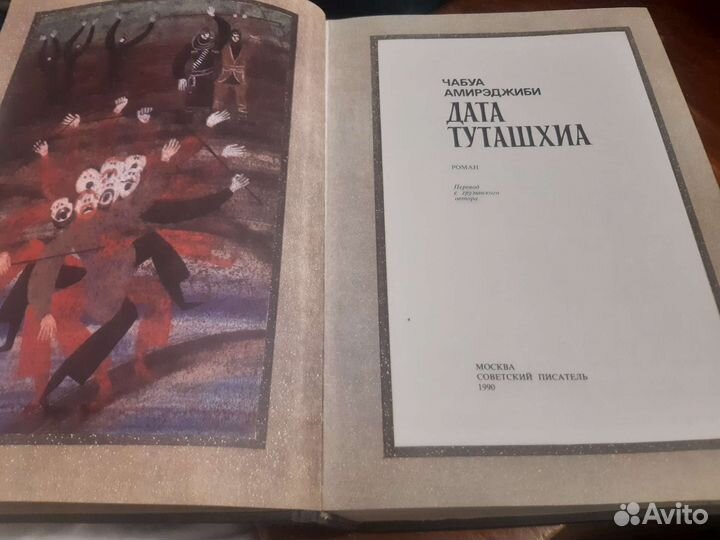 ЧАБУА
АМИРЭДЖИБИ
ДАТА
ТУТАШХИА
РОМАН
Перевод
с грузинского
автора
МОСКВА
СОВЕТСКИЙ ПИСАТЕЛЬ
1990
Avito